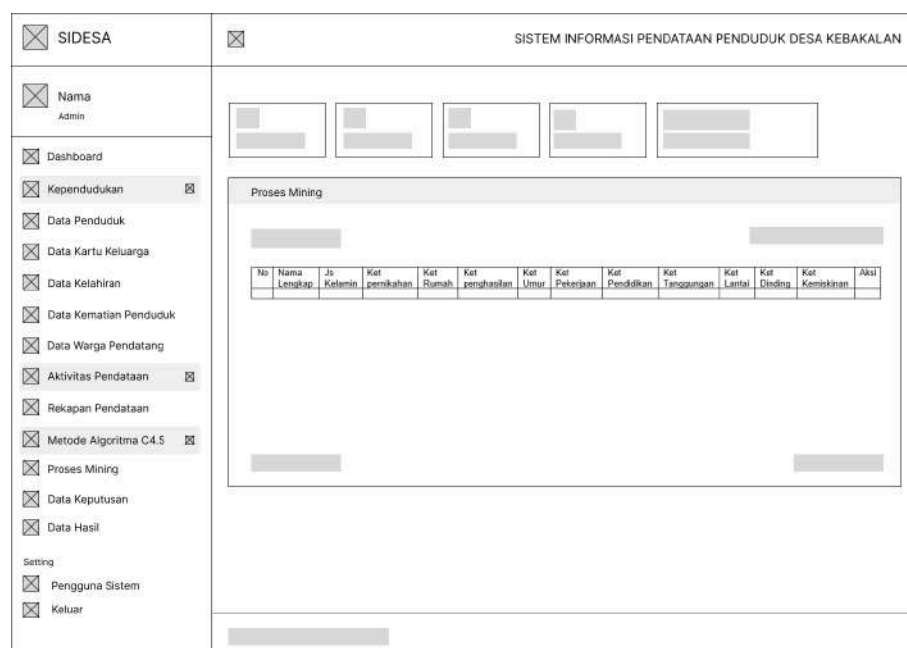 SIDESA
SISTEM INFORMASI PENDATAAN PENDUDUK DESA KEBAKALAN
Nama
Admin
Dashboard
Kependudukan
Data Penduduk
Data Kartu Keluarga
Data Kelahiran
Data Kematian Penduduk
Data Warga Pendatang
Aktivitas Pendataan
Rekapan Pendataan
Metode Algoritma C4.5
Proses Mining
Data Keputusan
Data Hasil
Setting
Pengguna Sistem
Keluar
Proses Mining
No Nama Js Ket Ket Ket Ket Ket Ket Ket Ket Ket Ket Aksi
Lengkap Kelamin pernikahan Rumah penghasilan Umur Pekerjaan Pendidikan Tanggungan Lantai Dinding Kemiskinan